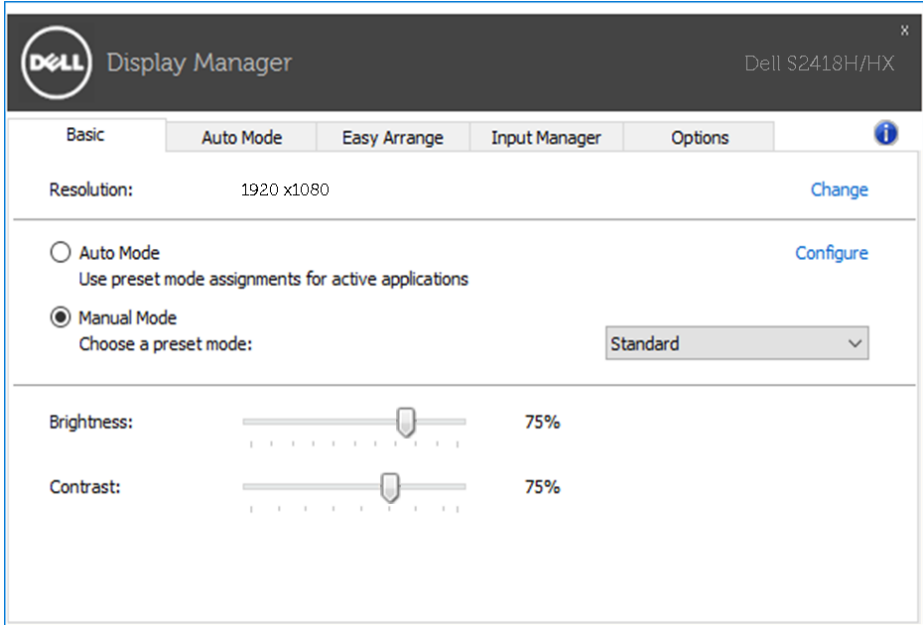 x
DELL Display Manager
Dell S2418H/HX
Basic Auto Mode Easy Arrange Input Manager Options i
Resolution: 1920 x1080 Change
Auto Mode Configure
Use preset mode assignments for active applications
Manual Mode
Choose a preset mode: Standard
Brightness: 75%
Contrast: 75%